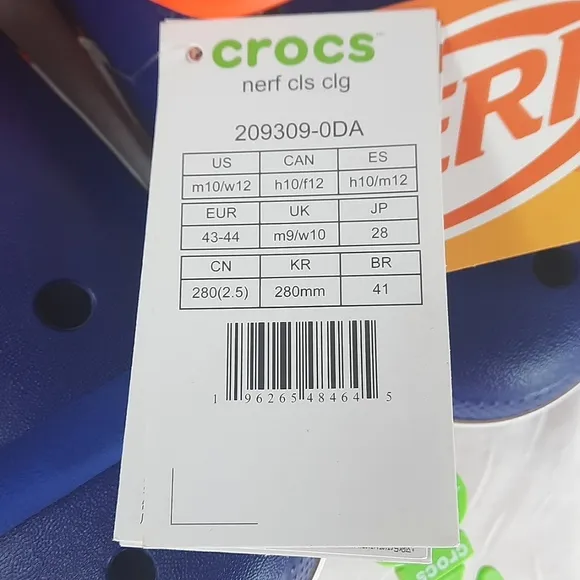 crocs™
nerf cls clg
209309-0DA
US CAN ES
m10/w12 h10/f12 h10/m12
EUR UK JP
43-44 m9/w10 28
CN KR BR
280(2.5) 280mm 41
1 96265 48464 5
ERF
crocs